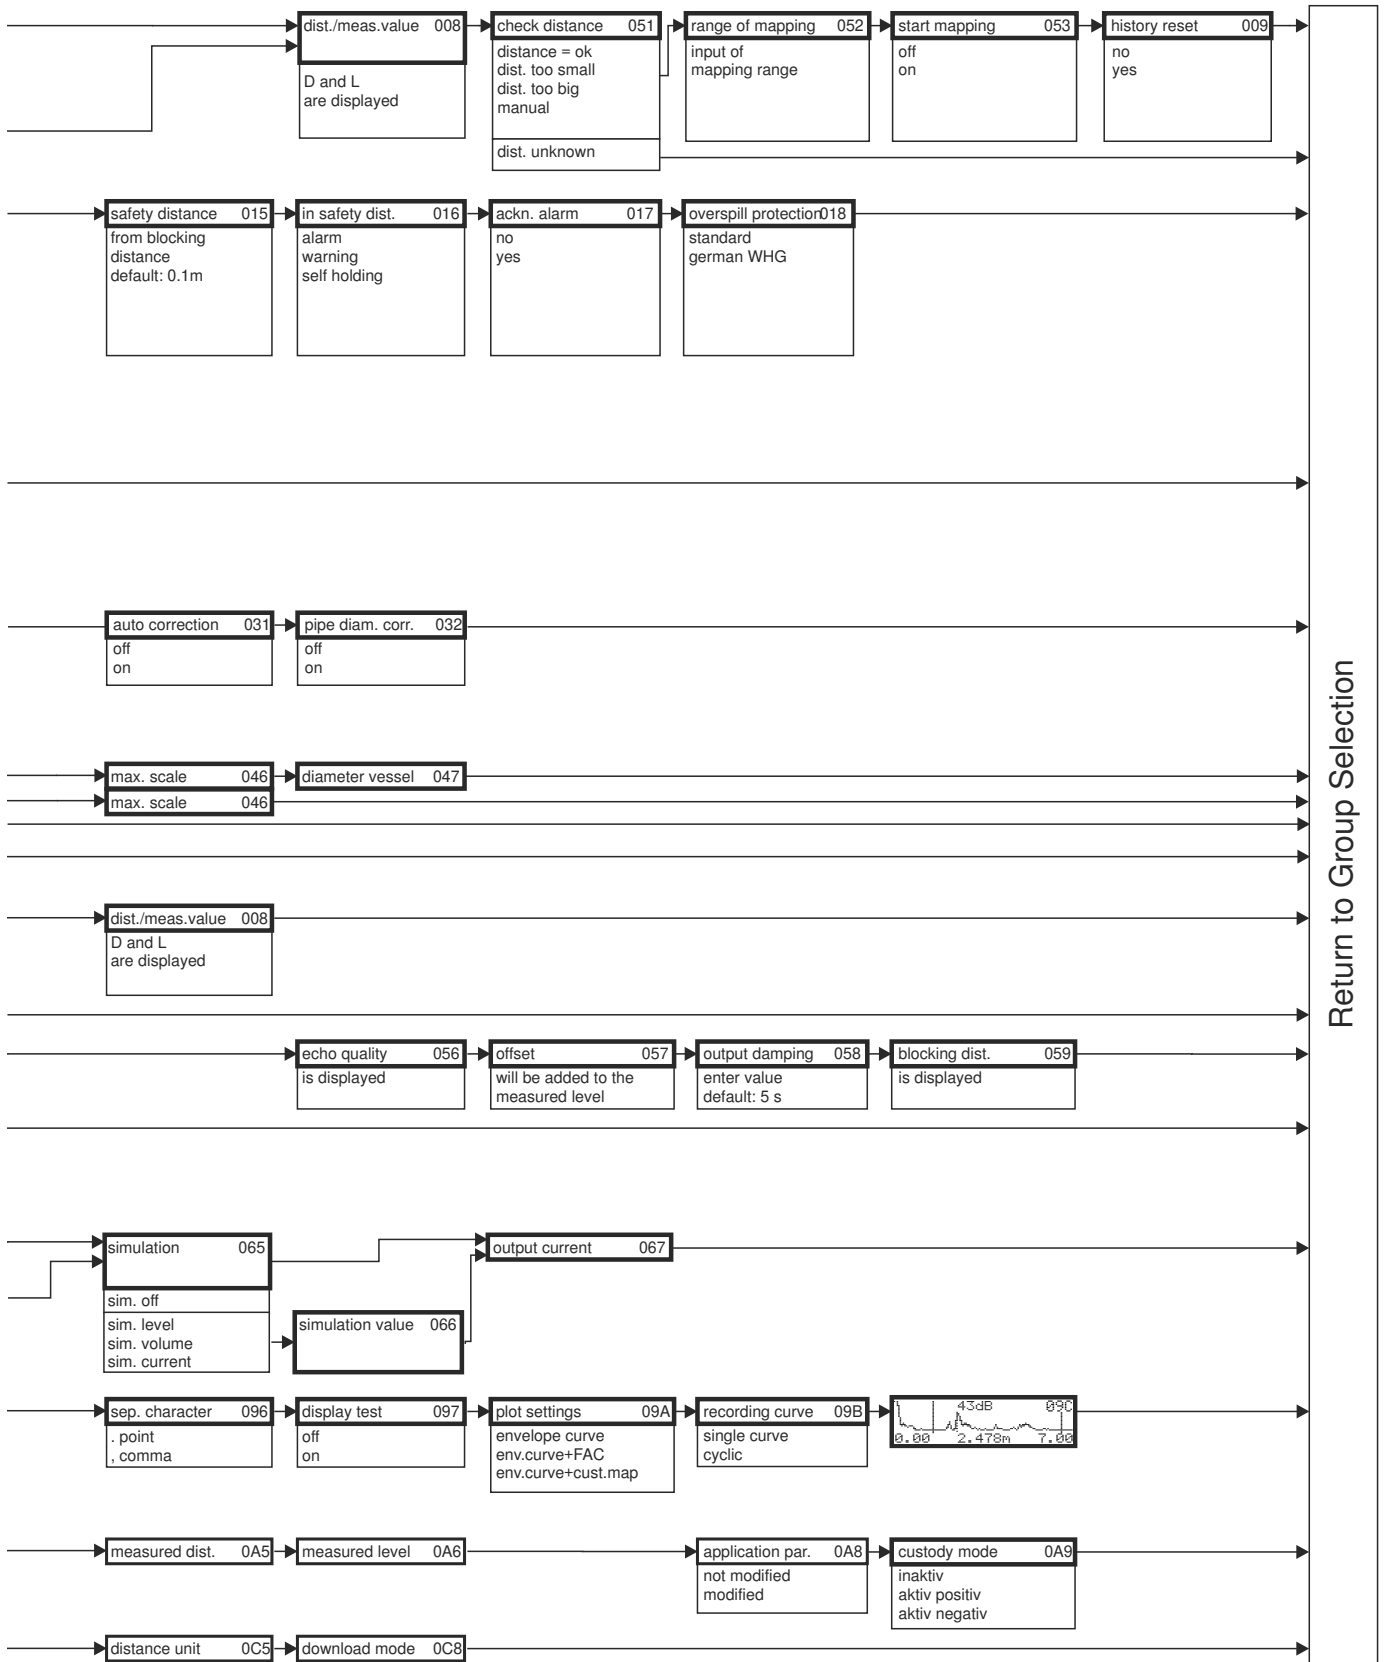 dist./meas.value 008
D and L
are displayed
check distance 051
distance = ok
dist. too small
dist. too big
manual
dist. unknown
range of mapping 052
input of
mapping range
start mapping 053
off
on
history reset 009
no
yes
safety distance 015
from blocking
distance
default: 0.1m
in safety dist. 016
alarm
warning
self holding
ackn. alarm 017
no
yes
overspill protection018
standard
german WHG
auto correction 031
off
on
pipe diam. corr. 032
off
on
max. scale 046
diameter vessel 047
max. scale 046
dist./meas.value 008
D and L
are displayed
echo quality 056
is displayed
offset 057
will be added to the
measured level
output damping 058
enter value
default: 5 s
blocking dist. 059
is displayed
simulation 065
sim. off
sim. level
sim. volume
sim. current
simulation value 066
output current 067
sep. character 096
. point
, comma
display test 097
off
on
plot settings 09A
envelope curve
env.curve+FAC
env.curve+cust.map
recording curve 09B
single curve
cyclic
43dB 09C
0.00 2.478m 7.00
measured dist. 0A5
measured level 0A6
application par. 0A8
not modified
modified
custody mode 0A9
inaktiv
aktiv positiv
aktiv negativ
distance unit 0C5
download mode 0C8
Return to Group Selection